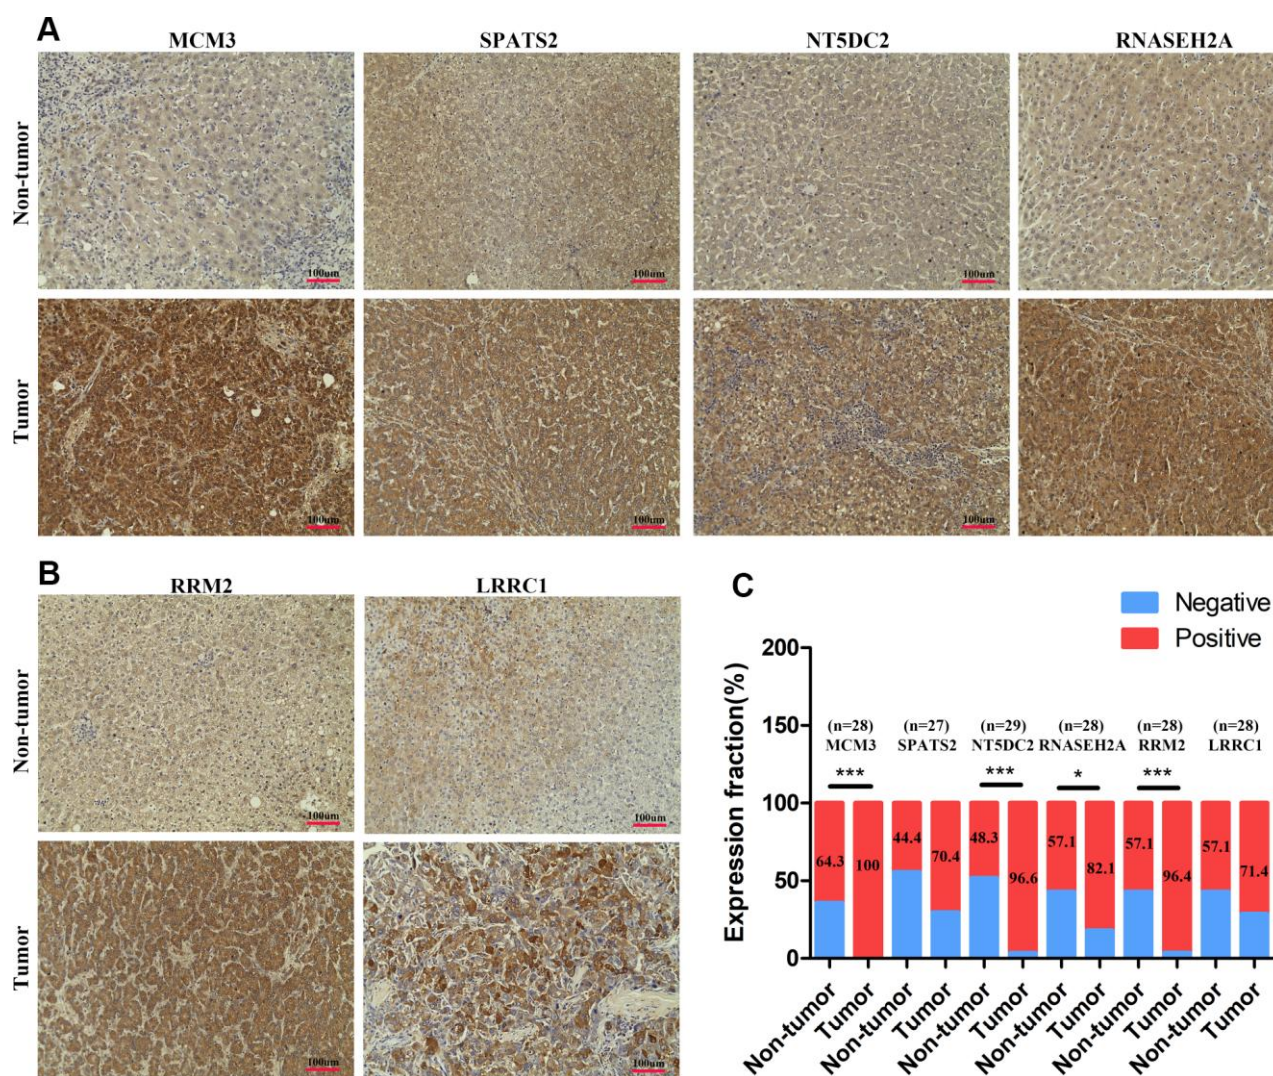 A
MCM3 SPATS2 NT5DC2 RNASEH2A
Non-tumor
100um 100um 100um
Tumor
100um 100um 100um
B
RRM2 LRRC1
Non-tumor
100um 100um
Tumor
100um 100um
C
Negative
Positive
Expression fraction(%)
200
150
100
50
0
(n=28) (n=27) (n=29) (n=28) (n=28) (n=28)
MCM3 SPATS2 NT5DC2 RNASEH2A RRM2 LRRC1
*** *** * ***
64.3 100 44.4 70.4 48.3 96.6 57.1 82.1 57.1 96.4 57.1 71.4
Non-tumor Tumor Non-tumor Tumor Non-tumor Tumor Non-tumor Tumor Non-tumor Tumor Non-tumor Tumor